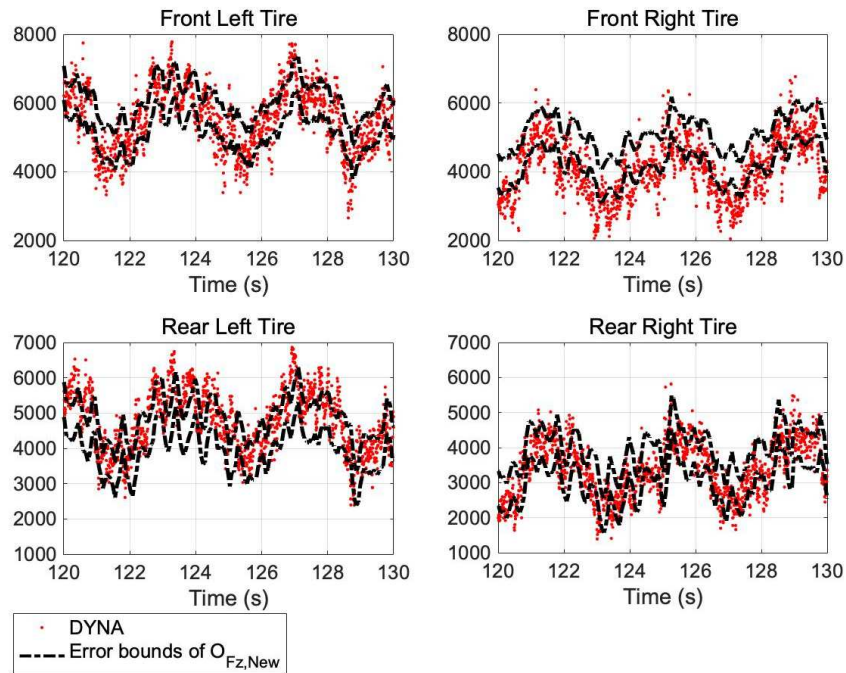 Front Left Tire
8000
6000
4000
2000
120 122 124 126 128 130
Time (s)
Front Right Tire
8000
6000
4000
2000
120 122 124 126 128 130
Time (s)
Rear Left Tire
7000
6000
5000
4000
3000
2000
1000
120 122 124 126 128 130
Time (s)
Rear Right Tire
7000
6000
5000
4000
3000
2000
1000
120 122 124 126 128 130
Time (s)
DYNA
Error bounds of O_Fz,New